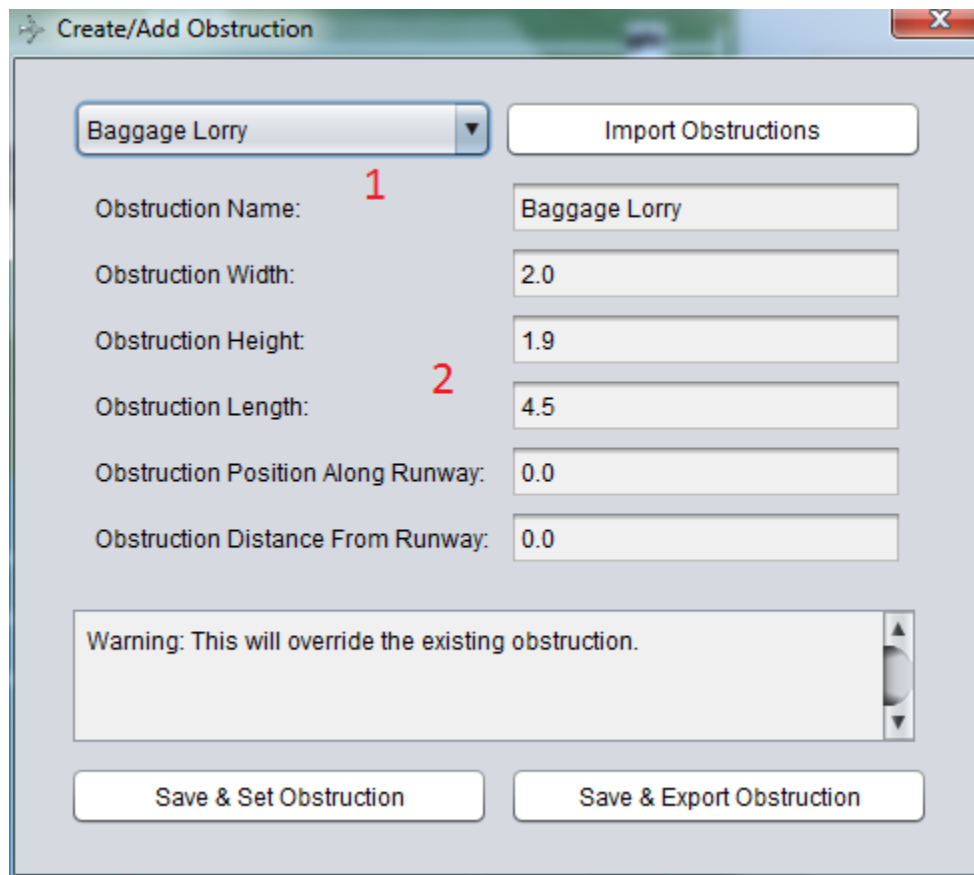 Create/Add Obstruction
X
Baggage Lorry
Import Obstructions
1
Obstruction Name: Baggage Lorry
Obstruction Width: 2.0
Obstruction Height: 1.9
2
Obstruction Length: 4.5
Obstruction Position Along Runway: 0.0
Obstruction Distance From Runway: 0.0
Warning: This will override the existing obstruction.
Save & Set Obstruction
Save & Export Obstruction